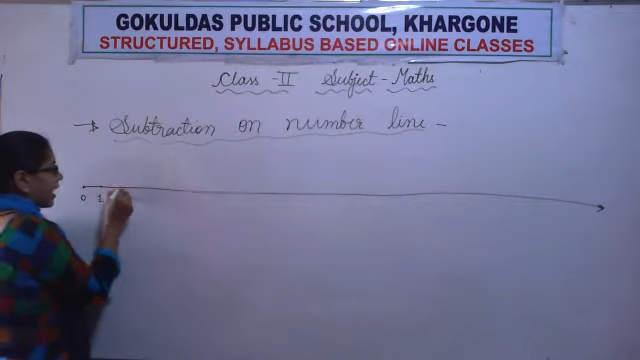 GOKULDAS PUBLIC SCHOOL, KHARGONE
STRUCTURED, SYLLABUS BASED ONLINE CLASSES
Class - II Subject - Maths
→ Subtraction on number line -
0 1